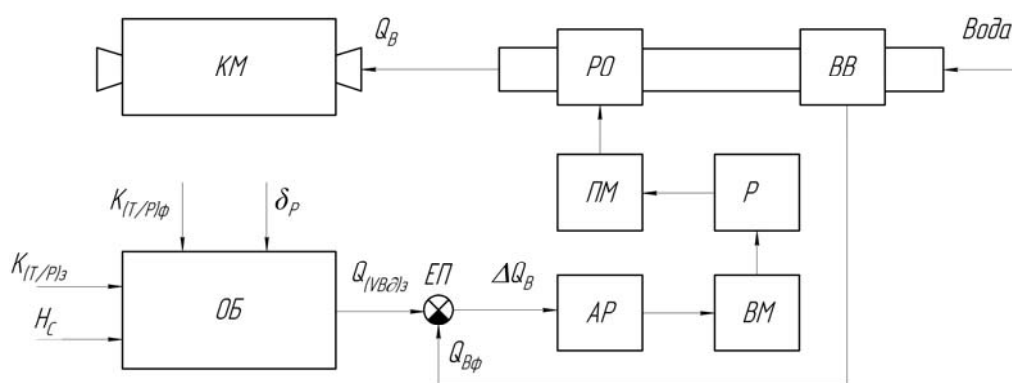 КМ
Q_В
РО
ВВ
Вода
ПМ
Р
K_(Т/Р)ф
δ_Р
K_(Т/Р)з
H_С
ОБ
Q_(VВд)з
ЕП
ΔQ_В
АР
ВМ
Q_Вф